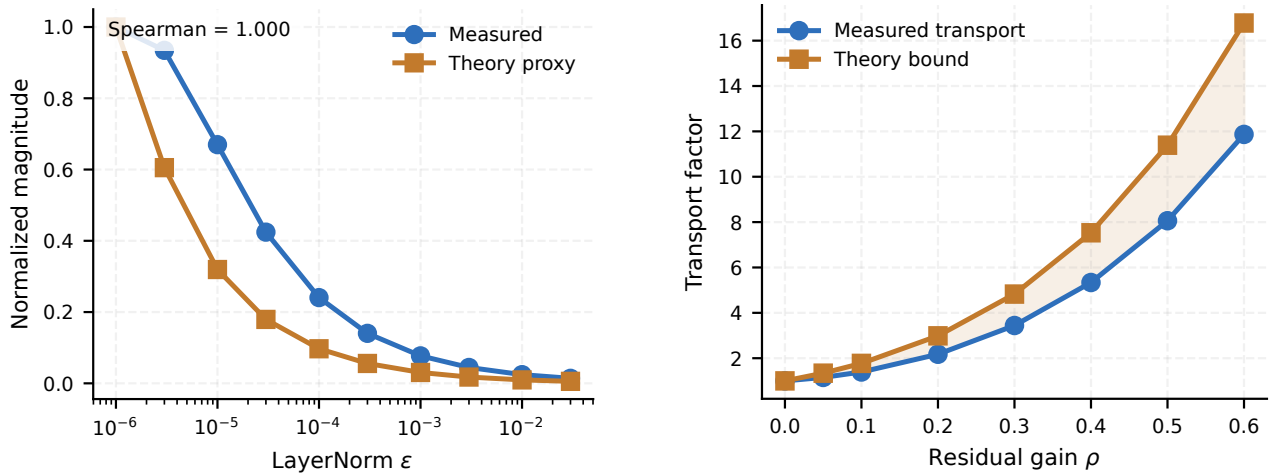 Spearman = 1.000
Measured
Theory proxy
Normalized magnitude
1.0
0.8
0.6
0.4
0.2
0.0
10⁻⁶
10⁻⁵
10⁻⁴
10⁻³
10⁻²
LayerNorm ε
Measured transport
Theory bound
Transport factor
16
14
12
10
8
6
4
2
0.0
0.1
0.2
0.3
0.4
0.5
0.6
Residual gain ρ